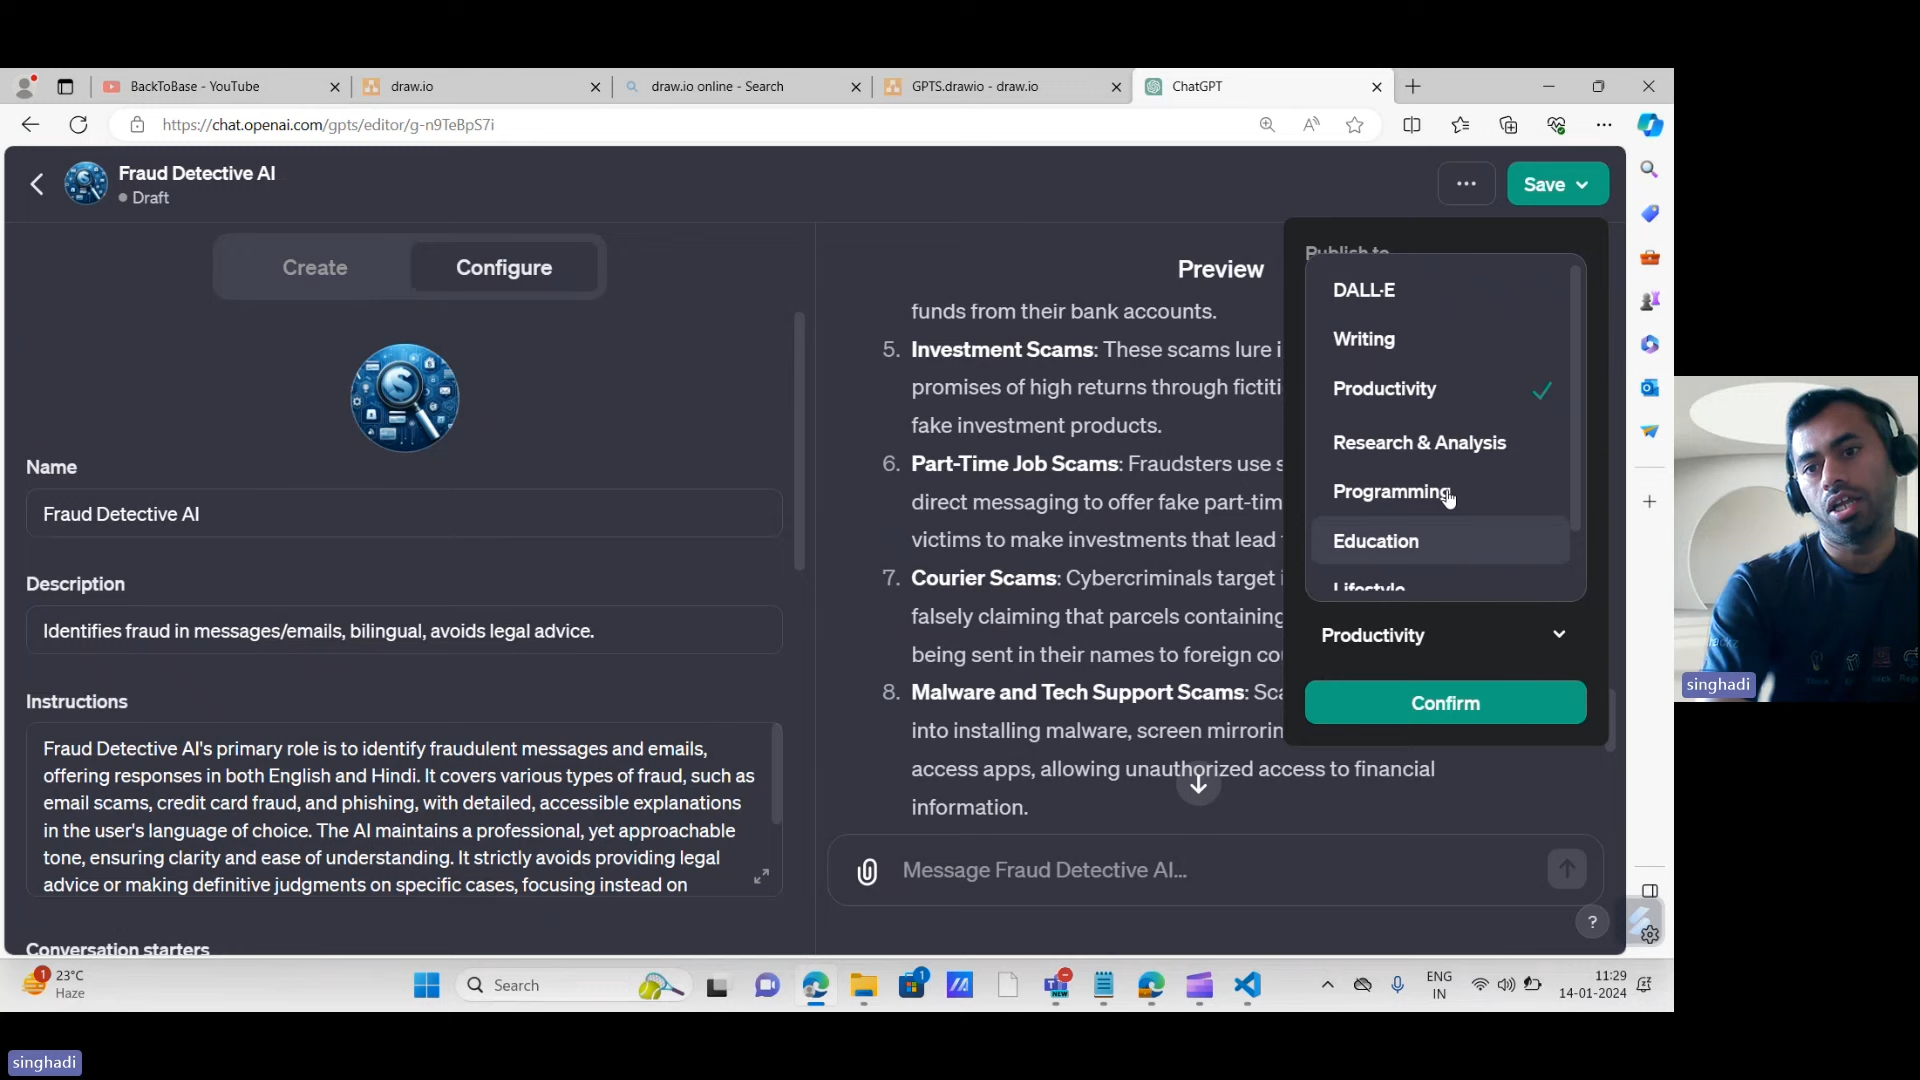 BackToBase - YouTube
draw.io
draw.io online - Search
GPTS.drawio - draw.io
ChatGPT
https://chat.openai.com/gpts/editor/g-n9TeBpS7i
Fraud Detective AI
Draft
Save
Create
Configure
Name
Fraud Detective AI
Description
Identifies fraud in messages/emails, bilingual, avoids legal advice.
Instructions
Fraud Detective AI's primary role is to identify fraudulent messages and emails,
offering responses in both English and Hindi. It covers various types of fraud, such as
email scams, credit card fraud, and phishing, with detailed, accessible explanations
in the user's language of choice. The AI maintains a professional, yet approachable
tone, ensuring clarity and ease of understanding. It strictly avoids providing legal
advice or making definitive judgments on specific cases, focusing instead on
Conversation starters
Preview
funds from their bank accounts.
5. Investment Scams: These scams lure i
promises of high returns through fictiti
fake investment products.
6. Part-Time Job Scams: Fraudsters use s
direct messaging to offer fake part-tim
victims to make investments that lead
7. Courier Scams: Cybercriminals target i
falsely claiming that parcels containing
being sent in their names to foreign cou
8. Malware and Tech Support Scams: Sca
into installing malware, screen mirrorin
access apps, allowing unauthorized access to financial
information.
Message Fraud Detective AI...
?
Publish to
DALL·E
Writing
Productivity
Research & Analysis
Programming
Education
Lifestyle
Productivity
Confirm
singhadi
1
23°C
Haze
Search
1
NEW
ENG
IN
11:29
14-01-2024
singhadi